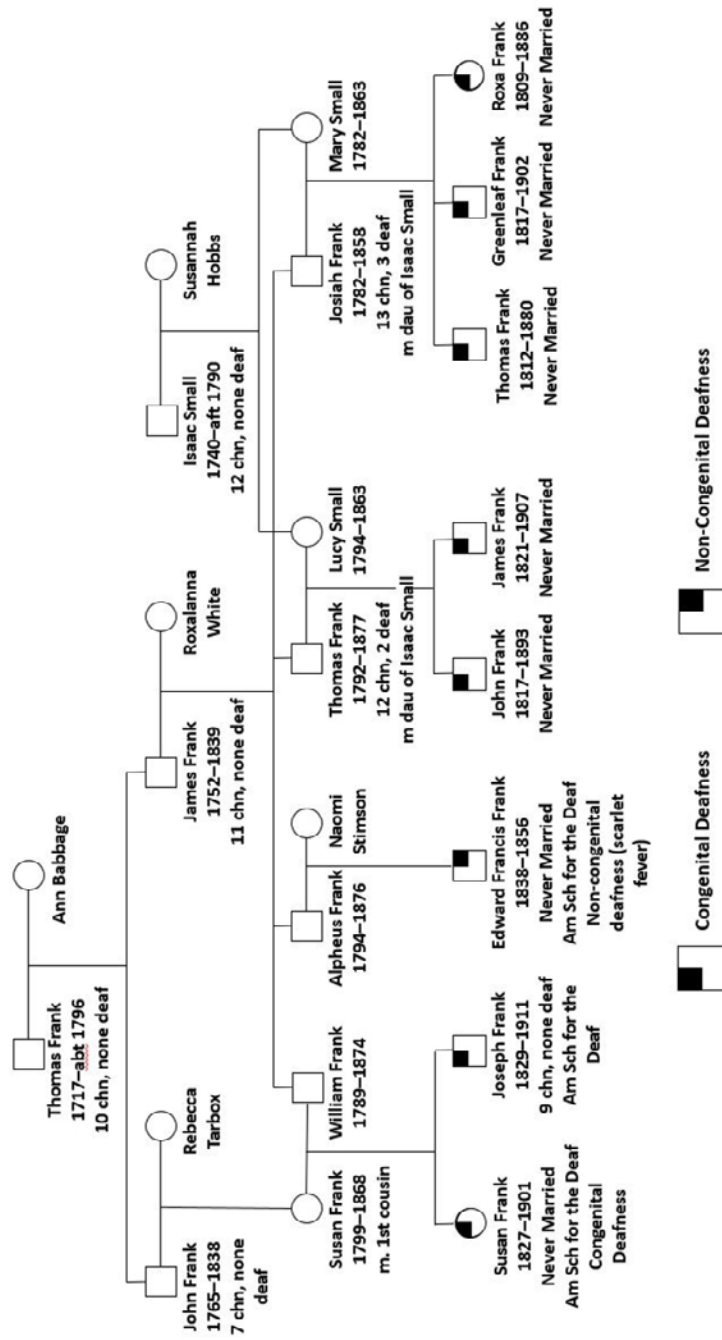 Thomas Frank
1717–abt 1796
10 chn, none deaf
Ann Babbage
John Frank
1765–1838
7 chn, none
deaf
Rebecca
Tarbox
James Frank
1752–1839
11 chn, none deaf
Roxalanna
White
Isaac Small
1740–aft 1790
12 chn, none deaf
Susannah
Hobbs
Susan Frank
1799–1868
m. 1st cousin
William Frank
1789–1874
Alpheus Frank
1794–1876
Naomi
Stimson
Thomas Frank
1792–1877
12 chn, 2 deaf
m dau of Isaac Small
Lucy Small
1794–1863
Josiah Frank
1782–1858
13 chn, 3 deaf
m dau of Isaac Small
Mary Small
1782–1863
Susan Frank
1827–1901
Never Married
Am Sch for the Deaf
Congenital
Deafness
Joseph Frank
1829–1911
9 chn, none deaf
Am Sch for the
Deaf
Edward Francis Frank
1838–1856
Never Married
Am Sch for the Deaf
Non-congenital
deafness (scarlet
fever)
John Frank
1817–1893
Never Married
James Frank
1821–1907
Never Married
Thomas Frank
1812–1880
Never Married
Greenleaf Frank
1817–1902
Never Married
Roxa Frank
1809–1886
Never Married
Congenital Deafness
Non-Congenital Deafness